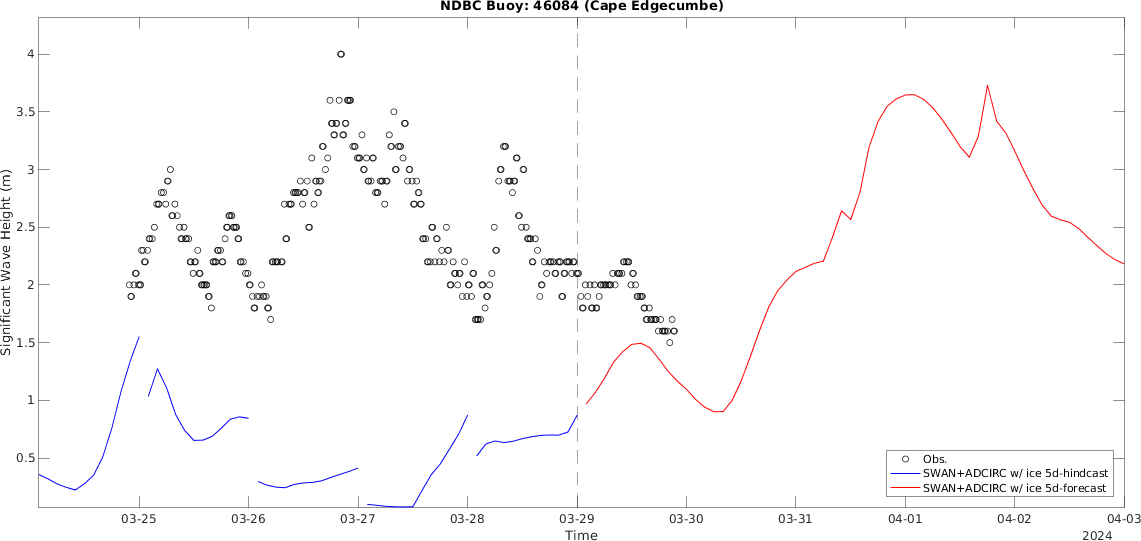 NDBC Buoy: 46084 (Cape Edgecumbe)
Significant Wave Height (m)
4
3.5
3
2.5
2
1.5
1
0.5
Obs.
SWAN+ADCIRC w/ ice 5d-hindcast
SWAN+ADCIRC w/ ice 5d-forecast
03-25 03-26 03-27 03-28 03-29 03-30 03-31 04-01 04-02 04-03
Time
2024